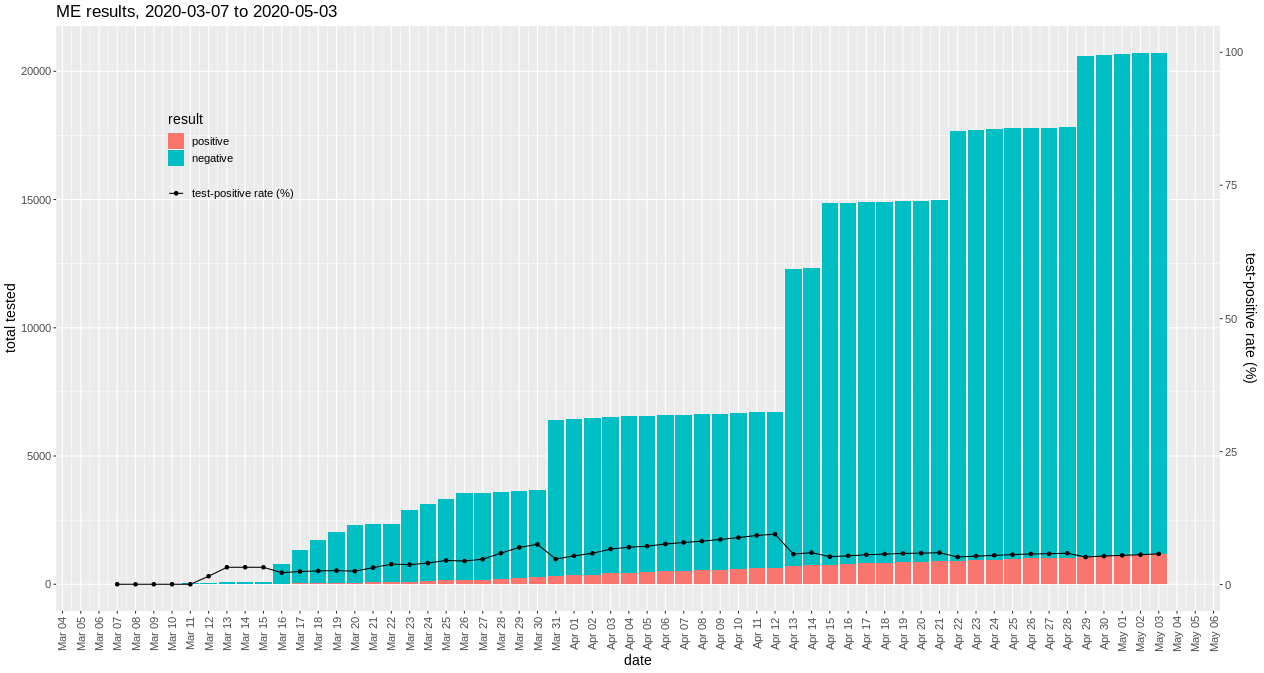 ME results, 2020-03-07 to 2020-05-03
total tested
20000
15000
10000
5000
0
result
positive
negative
test-positive rate (%)
100
75
50
25
0
test-positive rate (%)
Mar 04
Mar 05
Mar 06
Mar 07
Mar 08
Mar 09
Mar 10
Mar 11
Mar 12
Mar 13
Mar 14
Mar 15
Mar 16
Mar 17
Mar 18
Mar 19
Mar 20
Mar 21
Mar 22
Mar 23
Mar 24
Mar 25
Mar 26
Mar 27
Mar 28
Mar 29
Mar 30
Mar 31
Apr 01
Apr 02
Apr 03
Apr 04
Apr 05
Apr 06
Apr 07
Apr 08
Apr 09
Apr 10
Apr 11
Apr 12
Apr 13
Apr 14
Apr 15
Apr 16
Apr 17
Apr 18
Apr 19
Apr 20
Apr 21
Apr 22
Apr 23
Apr 24
Apr 25
Apr 26
Apr 27
Apr 28
Apr 29
Apr 30
May 01
May 02
May 03
May 04
May 05
May 06
date